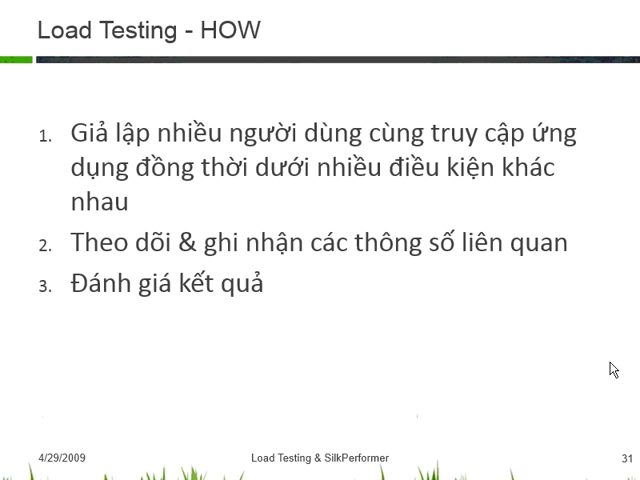 Load Testing - HOW
1. Giả lập nhiều người dùng cùng truy cập ứng
dụng đồng thời dưới nhiều điều kiện khác
nhau
2. Theo dõi & ghi nhận các thông số liên quan
3. Đánh giá kết quả
4/29/2009 Load Testing & SilkPerformer 31